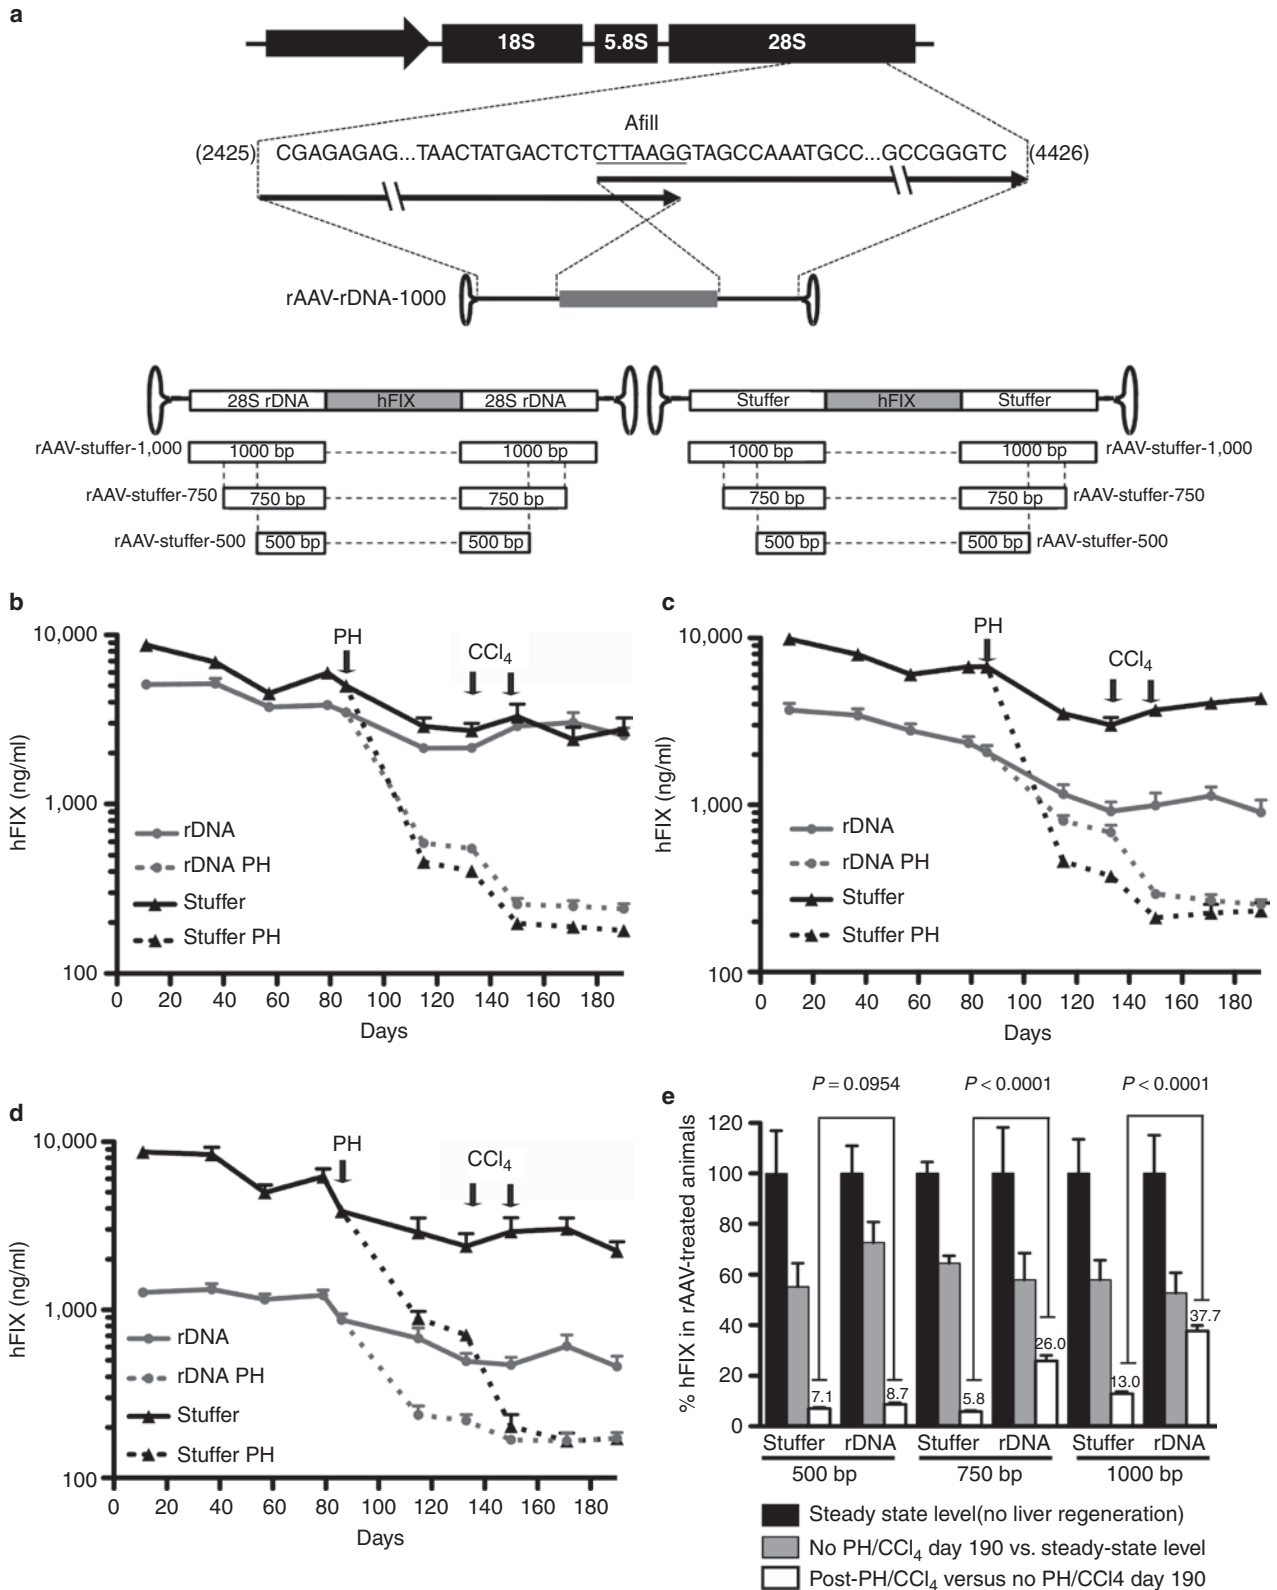 a
18S 5.8S 28S
Afill
(2425) CGAGAGAG...TAACTATGACTCTCTTAAGGTAGCCAAATGCC...GCCGGGTC (4426)
rAAV-rDNA-1000
28S rDNA hFIX 28S rDNA Stuffer hFIX Stuffer
rAAV-stuffer-1,000 1000 bp 1000 bp 1000 bp 1000 bp rAAV-stuffer-1,000
rAAV-stuffer-750 750 bp 750 bp 750 bp 750 bp rAAV-stuffer-750
rAAV-stuffer-500 500 bp 500 bp 500 bp 500 bp rAAV-stuffer-500
b
10,000
1,000
100
hFIX (ng/ml)
PH
CCl4
rDNA
rDNA PH
Stuffer
Stuffer PH
0 20 40 60 80 100 120 140 160 180
Days
c
10,000
1,000
100
hFIX (ng/ml)
PH
CCl4
rDNA
rDNA PH
Stuffer
Stuffer PH
0 20 40 60 80 100 120 140 160 180
Days
d
10,000
1,000
100
hFIX (ng/ml)
PH
CCl4
rDNA
rDNA PH
Stuffer
Stuffer PH
0 20 40 60 80 100 120 140 160 180
Days
e
P = 0.0954 P < 0.0001 P < 0.0001
% hFIX in rAAV-treated animals
120
100
80
60
40
20
0
7.1 8.7 5.8 26.0 13.0 37.7
Stuffer rDNA Stuffer rDNA Stuffer rDNA
500 bp 750 bp 1000 bp
Steady state level(no liver regeneration)
No PH/CCl4 day 190 vs. steady-state level
Post-PH/CCl4 versus no PH/CCl4 day 190